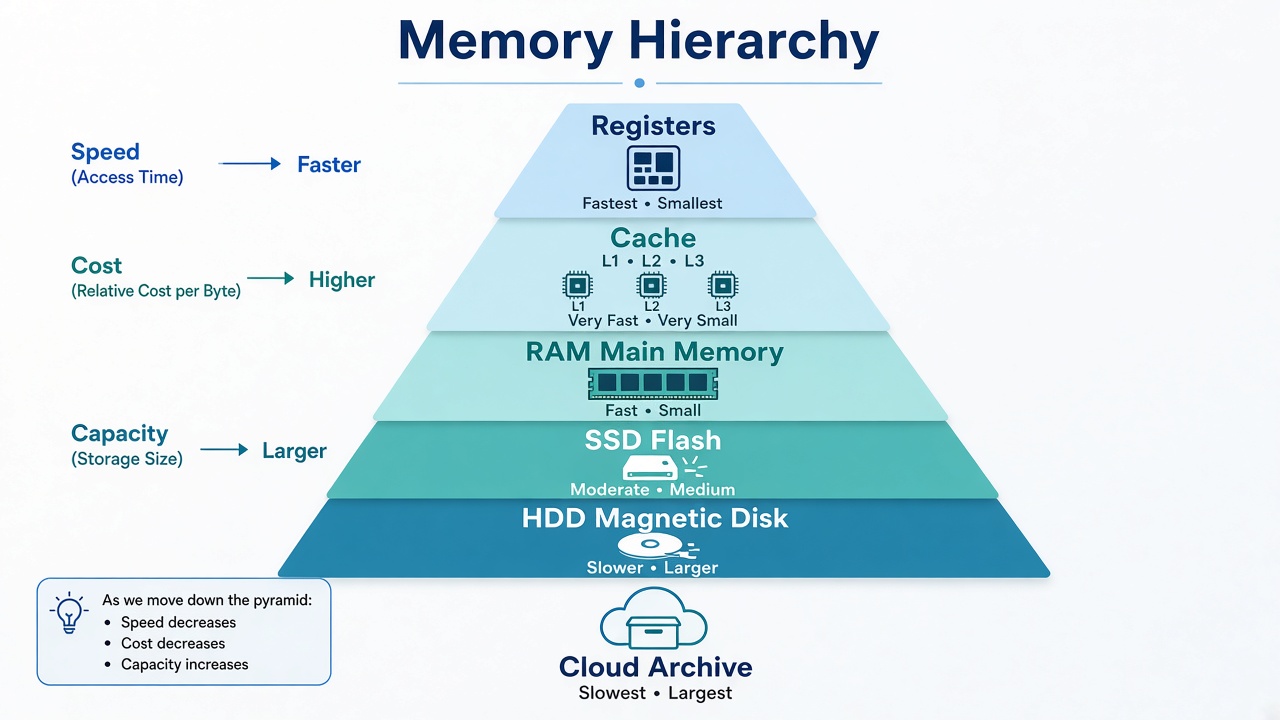 Memory Hierarchy
Speed
(Access Time)
Faster
Cost
(Relative Cost per Byte)
Higher
Capacity
(Storage Size)
Larger
Registers
Fastest • Smallest
Cache
L1 • L2 • L3
L1 L2 L3
Very Fast • Very Small
RAM Main Memory
Fast • Small
SSD Flash
Moderate • Medium
HDD Magnetic Disk
Slower • Larger
Cloud Archive
Slowest • Largest
As we move down the pyramid:
• Speed decreases
• Cost decreases
• Capacity increases